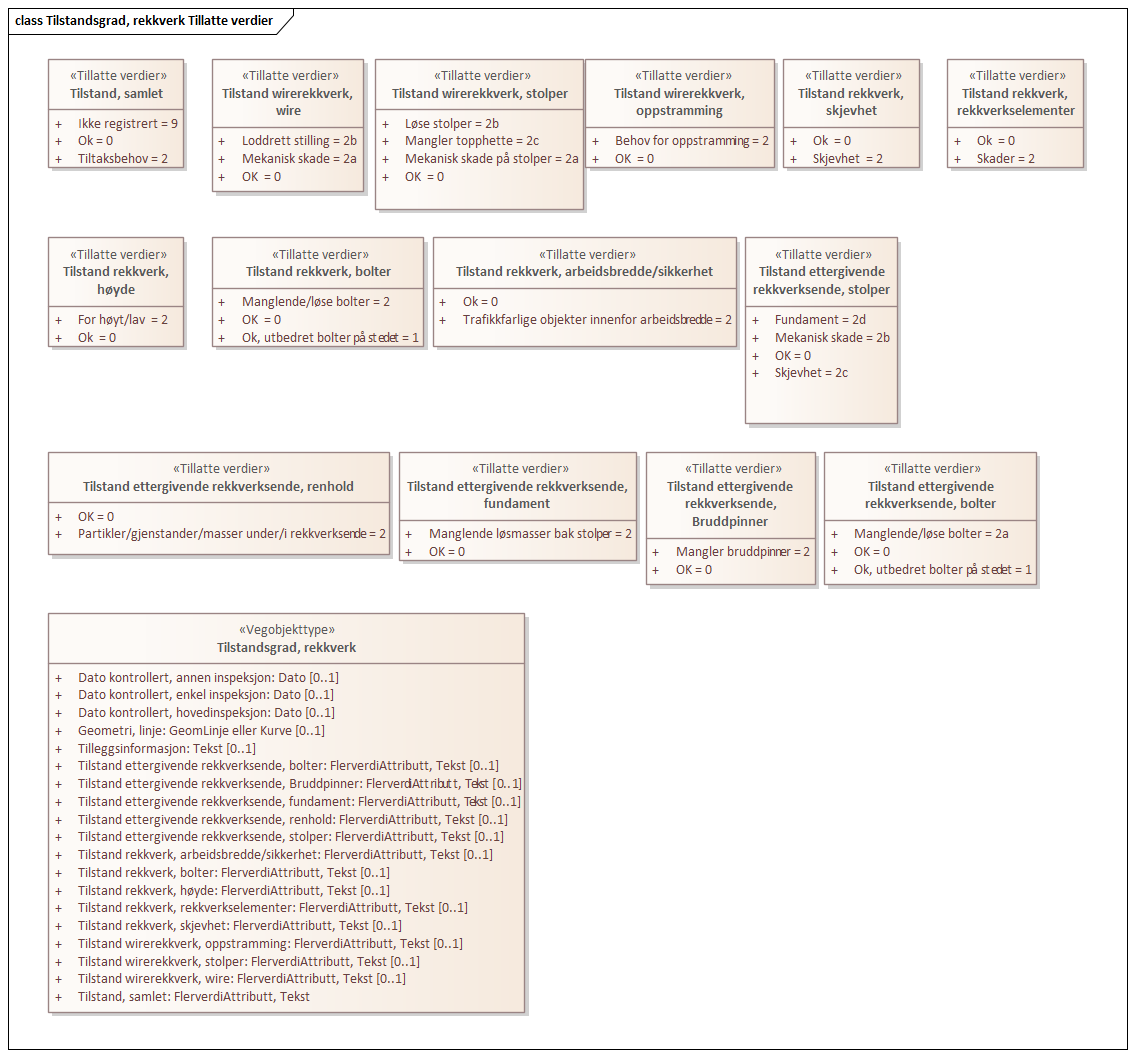 class Tilstandsgrad, rekkverk Tillatte verdier
«Tillatte verdier»
Tilstand, samlet
+ Ikke registrert = 9
+ Ok = 0
+ Tiltaksbehov = 2
«Tillatte verdier»
Tilstand wirerekkverk,
wire
+ Loddrett stilling = 2b
+ Mekanisk skade = 2a
+ OK = 0
«Tillatte verdier»
Tilstand wirerekkverk, stolper
+ Løse stolper = 2b
+ Mangler topphette = 2c
+ Mekanisk skade på stolper = 2a
+ OK = 0
«Tillatte verdier»
Tilstand wirerekkverk,
oppstramming
+ Behov for oppstramming = 2
+ OK = 0
«Tillatte verdier»
Tilstand rekkverk,
skjevhet
+ Ok = 0
+ Skjevhet = 2
«Tillatte verdier»
Tilstand rekkverk,
rekkverkselementer
+ Ok = 0
+ Skader = 2
«Tillatte verdier»
Tilstand rekkverk,
høyde
+ For høyt/lav = 2
+ Ok = 0
«Tillatte verdier»
Tilstand rekkverk, bolter
+ Manglende/løse bolter = 2
+ OK = 0
+ Ok, utbedret bolter på stedet = 1
«Tillatte verdier»
Tilstand rekkverk, arbeidsbredde/sikkerhet
+ Ok = 0
+ Trafikkfarlige objekter innenfor arbeidsbredde = 2
«Tillatte verdier»
Tilstand ettergivende
rekkverksende, stolper
+ Fundament = 2d
+ Mekanisk skade = 2b
+ OK = 0
+ Skjevhet = 2c
«Tillatte verdier»
Tilstand ettergivende rekkverksende, renhold
+ OK = 0
+ Partikler/gjenstander/masser under/i rekkverksende = 2
«Tillatte verdier»
Tilstand ettergivende rekkverksende,
fundament
+ Manglende løsmasser bak stolper = 2
+ OK = 0
«Tillatte verdier»
Tilstand ettergivende
rekkverksende,
Bruddpinner
+ Mangler bruddpinner = 2
+ OK = 0
«Tillatte verdier»
Tilstand ettergivende
rekkverksende, bolter
+ Manglende/løse bolter = 2a
+ OK = 0
+ Ok, utbedret bolter på stedet = 1
«Vegobjekttype»
Tilstandsgrad, rekkverk
+ Dato kontrollert, annen inspeksjon: Dato [0..1]
+ Dato kontrollert, enkel inspeksjon: Dato [0..1]
+ Dato kontrollert, hovedinspeksjon: Dato [0..1]
+ Geometri, linje: GeomLinje eller Kurve [0..1]
+ Tilleggsinformasjon: Tekst [0..1]
+ Tilstand ettergivende rekkverksende, bolter: FlerverdiAttributt, Tekst [0..1]
+ Tilstand ettergivende rekkverksende, Bruddpinner: FlerverdiAttributt, Tekst [0..1]
+ Tilstand ettergivende rekkverksende, fundament: FlerverdiAttributt, Tekst [0..1]
+ Tilstand ettergivende rekkverksende, renhold: FlerverdiAttributt, Tekst [0..1]
+ Tilstand ettergivende rekkverksende, stolper: FlerverdiAttributt, Tekst [0..1]
+ Tilstand rekkverk, arbeidsbredde/sikkerhet: FlerverdiAttributt, Tekst [0..1]
+ Tilstand rekkverk, bolter: FlerverdiAttributt, Tekst [0..1]
+ Tilstand rekkverk, høyde: FlerverdiAttributt, Tekst [0..1]
+ Tilstand rekkverk, rekkverkselementer: FlerverdiAttributt, Tekst [0..1]
+ Tilstand rekkverk, skjevhet: FlerverdiAttributt, Tekst [0..1]
+ Tilstand wirerekkverk, oppstramming: FlerverdiAttributt, Tekst [0..1]
+ Tilstand wirerekkverk, stolper: FlerverdiAttributt, Tekst [0..1]
+ Tilstand wirerekkverk, wire: FlerverdiAttributt, Tekst [0..1]
+ Tilstand, samlet: FlerverdiAttributt, Tekst